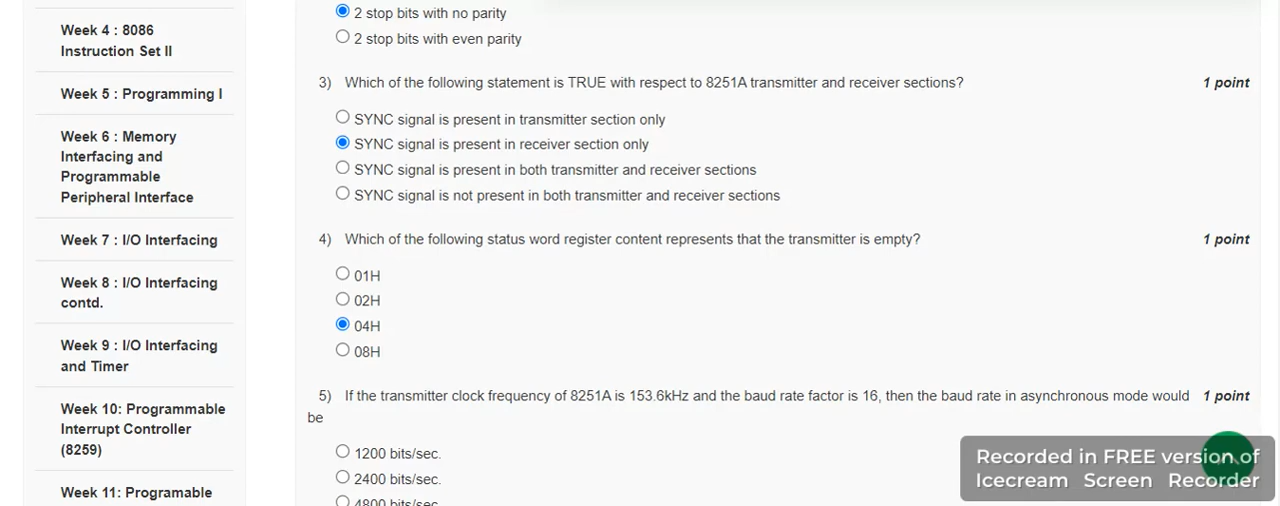 Week 4 : 8086
Instruction Set II
Week 5 : Programming I
Week 6 : Memory
Interfacing and
Programmable
Peripheral Interface
Week 7 : I/O Interfacing
Week 8 : I/O Interfacing
contd.
Week 9 : I/O Interfacing
and Timer
Week 10: Programmable
Interrupt Controller
(8259)
Week 11: Programable
2 stop bits with no parity
2 stop bits with even parity
3) Which of the following statement is TRUE with respect to 8251A transmitter and receiver sections? 1 point
SYNC signal is present in transmitter section only
SYNC signal is present in receiver section only
SYNC signal is present in both transmitter and receiver sections
SYNC signal is not present in both transmitter and receiver sections
4) Which of the following status word register content represents that the transmitter is empty? 1 point
01H
02H
04H
08H
5) If the transmitter clock frequency of 8251A is 153.6kHz and the baud rate factor is 16, then the baud rate in asynchronous mode would 1 point
be
1200 bits/sec.
2400 bits/sec.
4800 bits/sec
Recorded in FREE version of
Icecream Screen Recorder